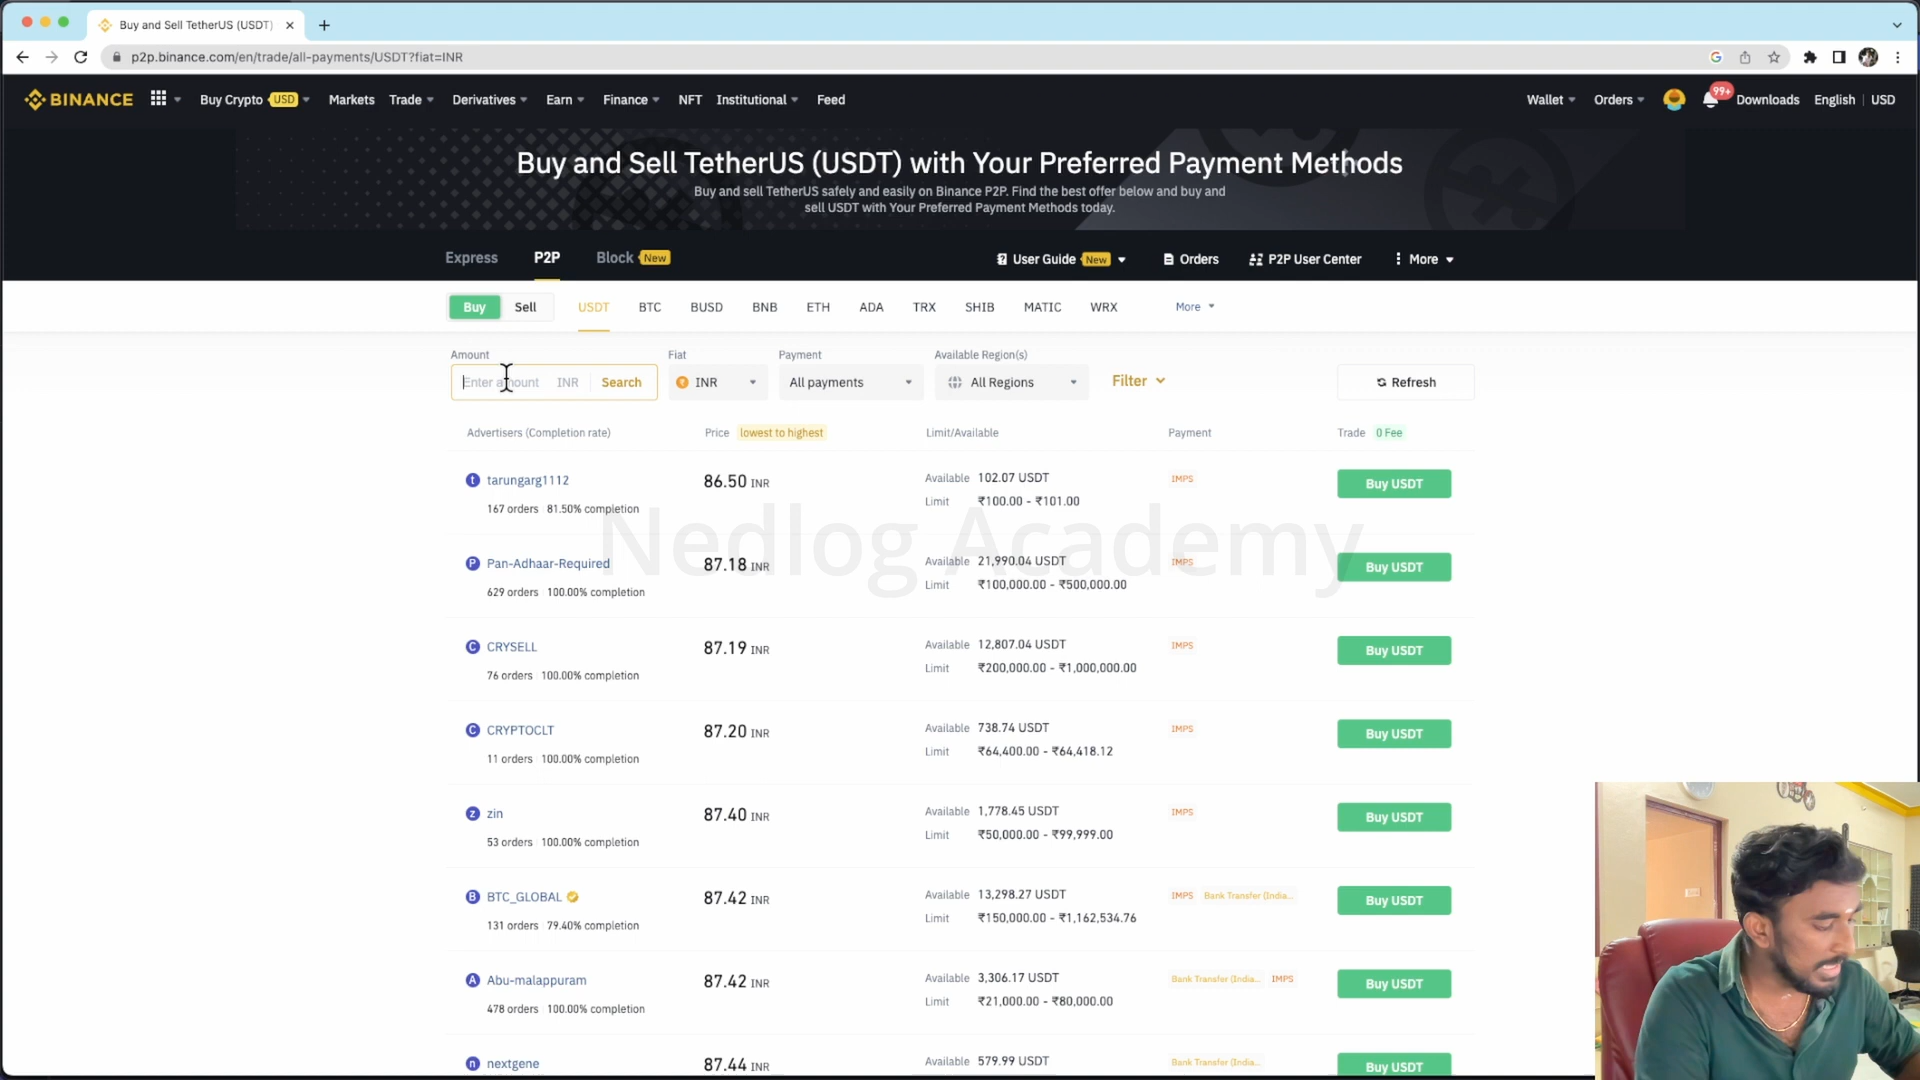 Buy and Sell TetherUS (USDT)
p2p.binance.com/en/trade/all-payments/USDT?fiat=INR
BINANCE Buy Crypto USD Markets Trade Derivatives Earn Finance NFT Institutional Feed Wallet Orders 99+ Downloads English USD
Buy and Sell TetherUS (USDT) with Your Preferred Payment Methods
Buy and sell TetherUS safely and easily on Binance P2P. Find the best offer below and buy and
sell USDT with Your Preferred Payment Methods today.
Express P2P Block New User Guide New Orders P2P User Center More
Buy Sell USDT BTC BUSD BNB ETH ADA TRX SHIB MATIC WRX More
Amount Fiat Payment Available Region(s)
Enter amount INR Search INR All payments All Regions Filter Refresh
Advertisers (Completion rate) Price lowest to highest Limit/Available Payment Trade 0 Fee
t tarungarg1112 86.50 INR Available 102.07 USDT IMPS Buy USDT
167 orders 81.50% completion Limit ₹100.00 - ₹101.00
Nedlog Academy
P Pan-Adhaar-Required 87.18 INR Available 21,990.04 USDT IMPS Buy USDT
629 orders 100.00% completion Limit ₹100,000.00 - ₹500,000.00
C CRYSELL 87.19 INR Available 12,807.04 USDT IMPS Buy USDT
76 orders 100.00% completion Limit ₹200,000.00 - ₹1,000,000.00
C CRYPTOCLT 87.20 INR Available 738.74 USDT IMPS Buy USDT
11 orders 100.00% completion Limit ₹64,400.00 - ₹64,418.12
z zin 87.40 INR Available 1,778.45 USDT IMPS Buy USDT
53 orders 100.00% completion Limit ₹50,000.00 - ₹99,999.00
B BTC_GLOBAL 87.42 INR Available 13,298.27 USDT IMPS Bank Transfer (India... Buy USDT
131 orders 79.40% completion Limit ₹150,000.00 - ₹1,162,534.76
A Abu-malappuram 87.42 INR Available 3,306.17 USDT Bank Transfer (India... IMPS Buy USDT
478 orders 100.00% completion Limit ₹21,000.00 - ₹80,000.00
n nextgene 87.44 INR Available 579.99 USDT Bank Transfer (India... Buy USDT